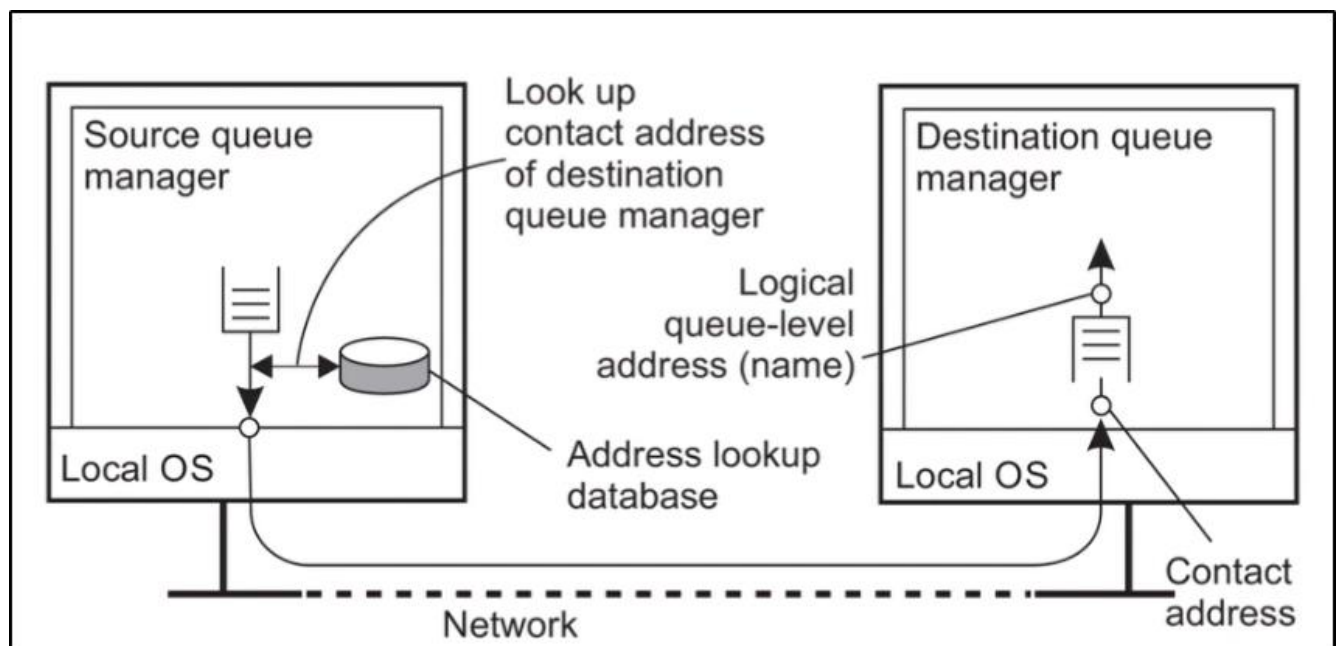 Source queue
manager
Look up
contact address
of destination
queue manager
Destination queue
manager
Logical
queue-level
address (name)
Address lookup
database
Local OS
Local OS
Contact
address
Network